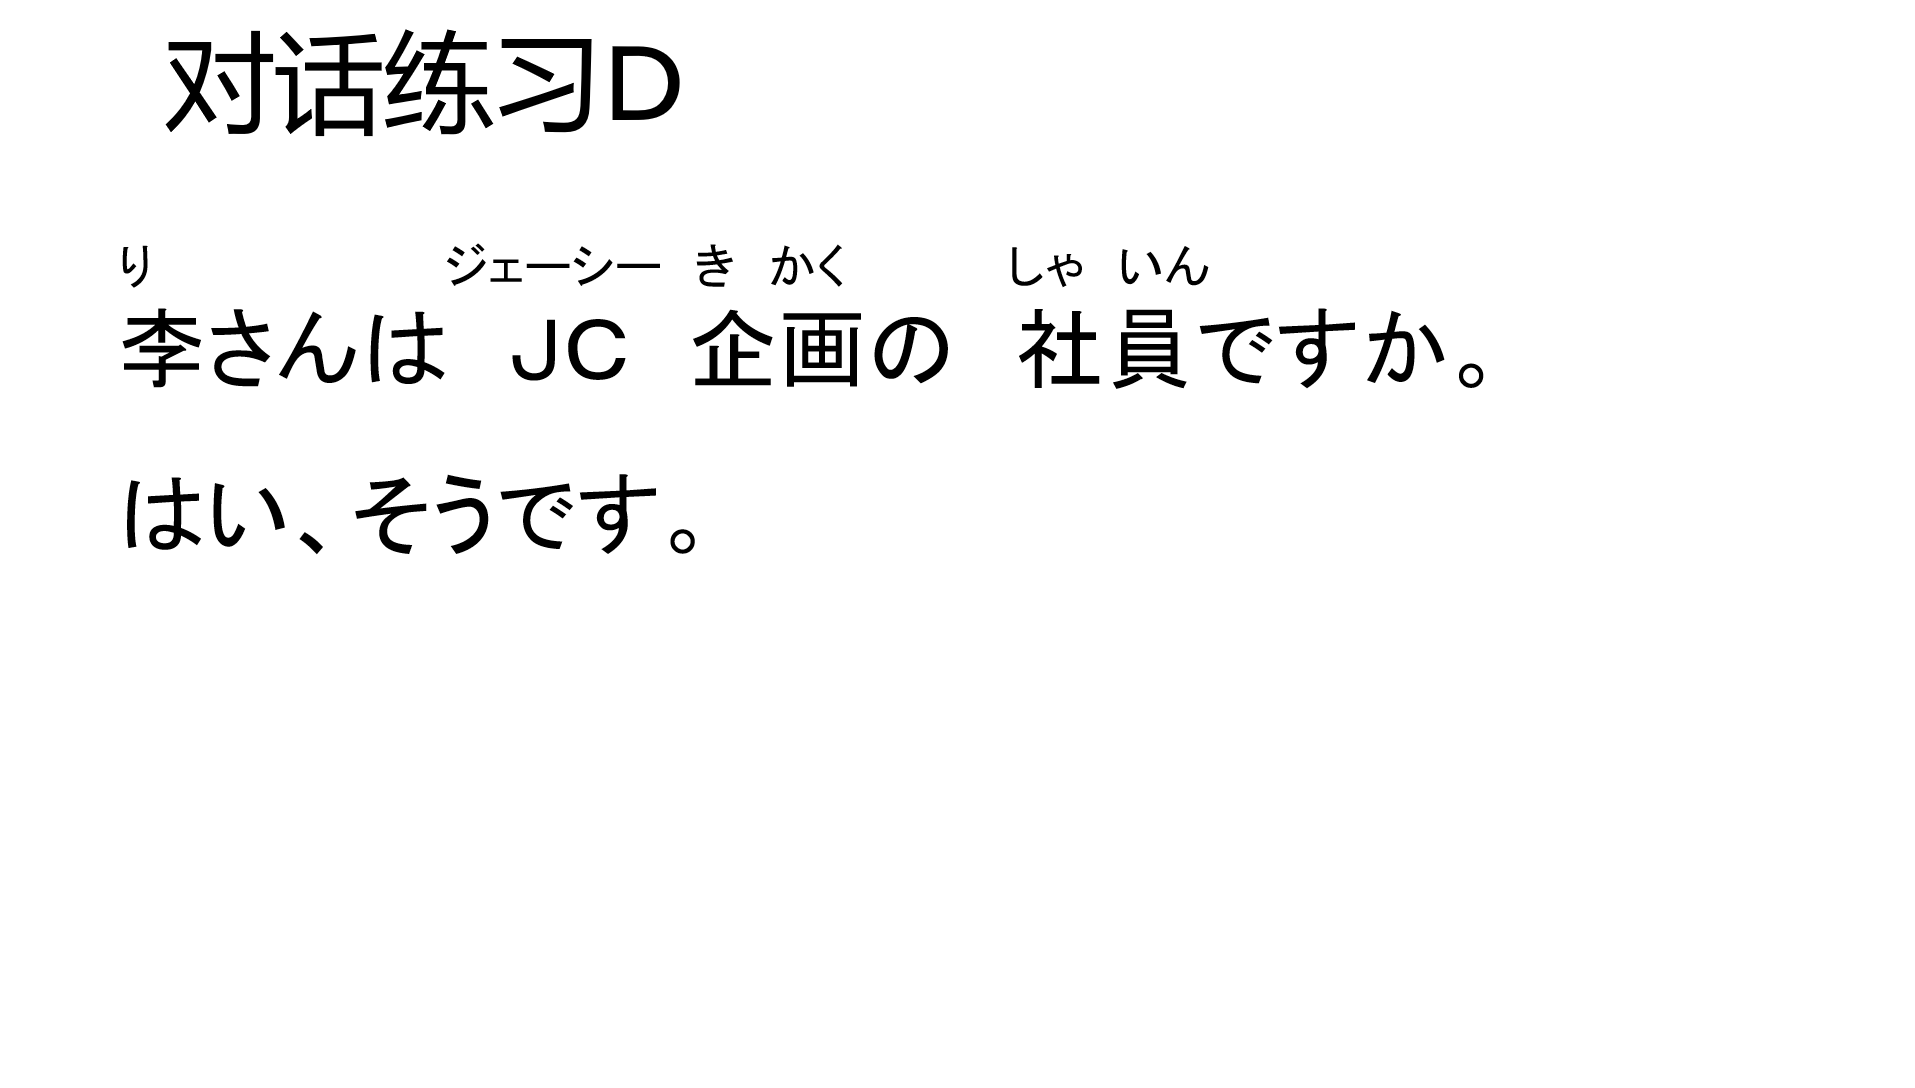 对话练习D
り ジェーシー き かく しゃ いん
李さんは JC 企画の 社員ですか。
はい、そうです。